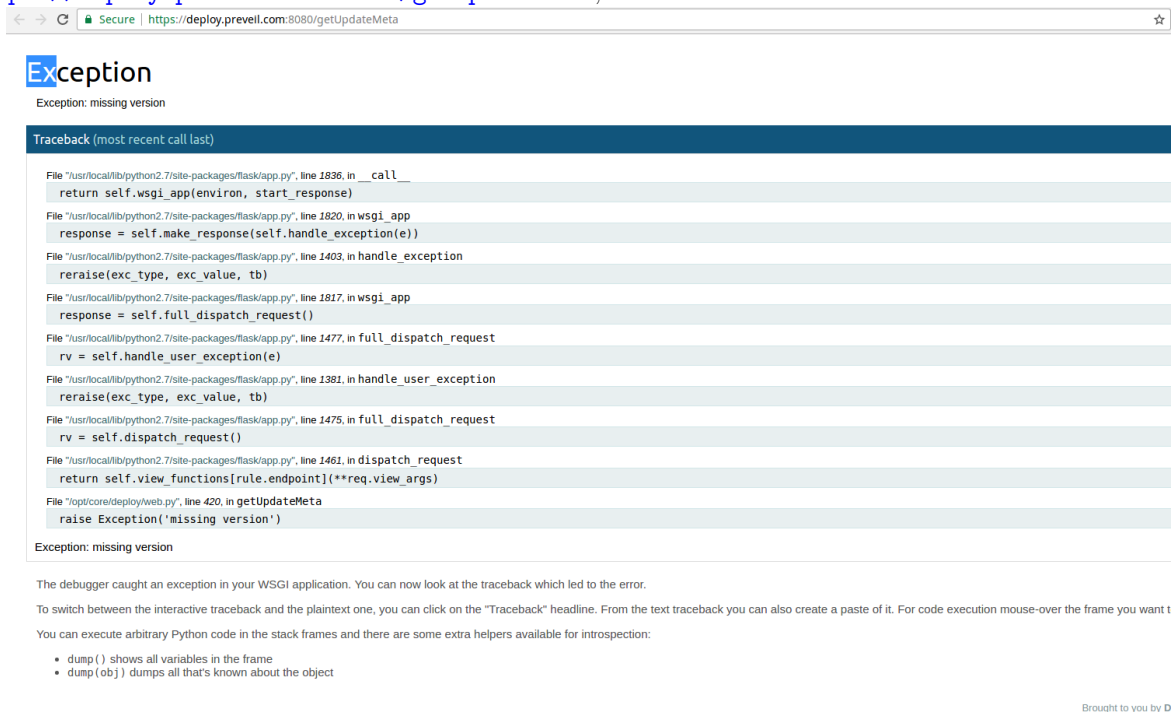 Secure | https://deploy.preveil.com:8080/getUpdateMeta
Exception
Exception: missing version
Traceback (most recent call last)
File "/usr/local/lib/python2.7/site-packages/flask/app.py", line 1836, in __call__
return self.wsgi_app(environ, start_response)
File "/usr/local/lib/python2.7/site-packages/flask/app.py", line 1820, in wsgi_app
response = self.make_response(self.handle_exception(e))
File "/usr/local/lib/python2.7/site-packages/flask/app.py", line 1403, in handle_exception
reraise(exc_type, exc_value, tb)
File "/usr/local/lib/python2.7/site-packages/flask/app.py", line 1817, in wsgi_app
response = self.full_dispatch_request()
File "/usr/local/lib/python2.7/site-packages/flask/app.py", line 1477, in full_dispatch_request
rv = self.handle_user_exception(e)
File "/usr/local/lib/python2.7/site-packages/flask/app.py", line 1381, in handle_user_exception
reraise(exc_type, exc_value, tb)
File "/usr/local/lib/python2.7/site-packages/flask/app.py", line 1475, in full_dispatch_request
rv = self.dispatch_request()
File "/usr/local/lib/python2.7/site-packages/flask/app.py", line 1461, in dispatch_request
return self.view_functions[rule.endpoint](**req.view_args)
File "/opt/core/deploy/web.py", line 420, in getUpdateMeta
raise Exception('missing version')
Exception: missing version
The debugger caught an exception in your WSGI application. You can now look at the traceback which led to the error.
To switch between the interactive traceback and the plaintext one, you can click on the "Traceback" headline. From the text traceback you can also create a paste of it. For code execution mouse-over the frame you want t
You can execute arbitrary Python code in the stack frames and there are some extra helpers available for introspection:
• dump() shows all variables in the frame
• dump(obj) dumps all that's known about the object
Brought to you by D